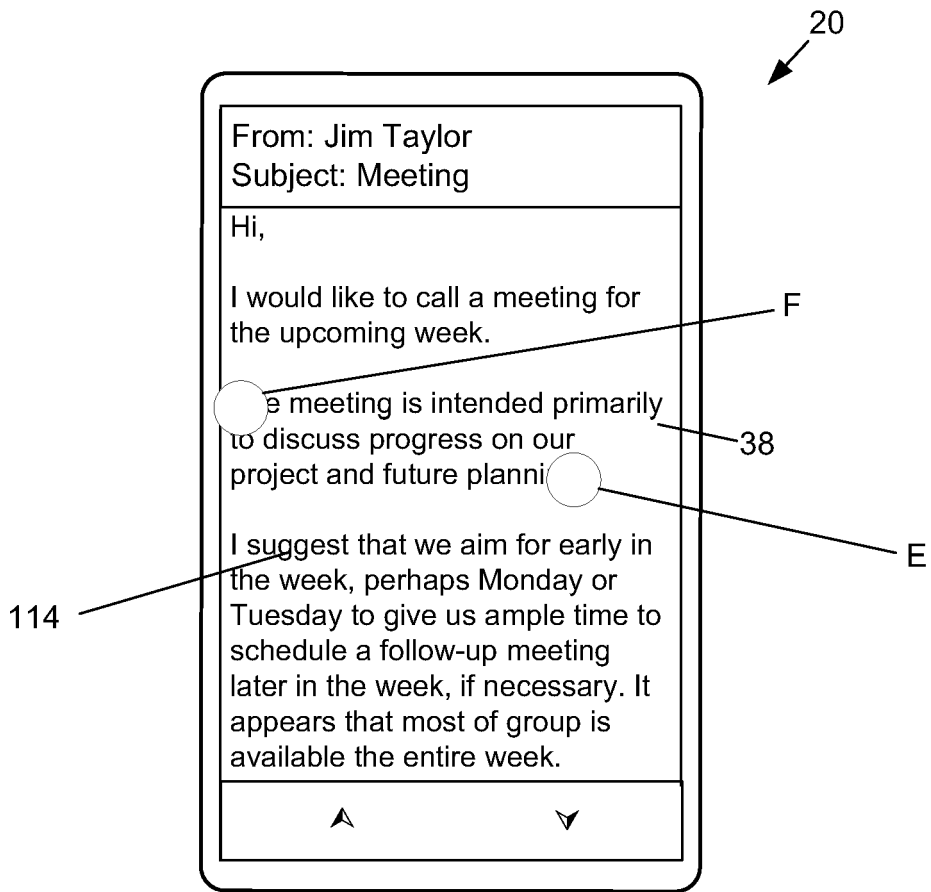 20
From: Jim Taylor
Subject: Meeting
Hi,
I would like to call a meeting for
the upcoming week.
F
e meeting is intended primarily
to discuss progress on our
38
project and future planni
E
I suggest that we aim for early in
the week, perhaps Monday or
114
Tuesday to give us ample time to
schedule a follow-up meeting
later in the week, if necessary. It
appears that most of group is
available the entire week.